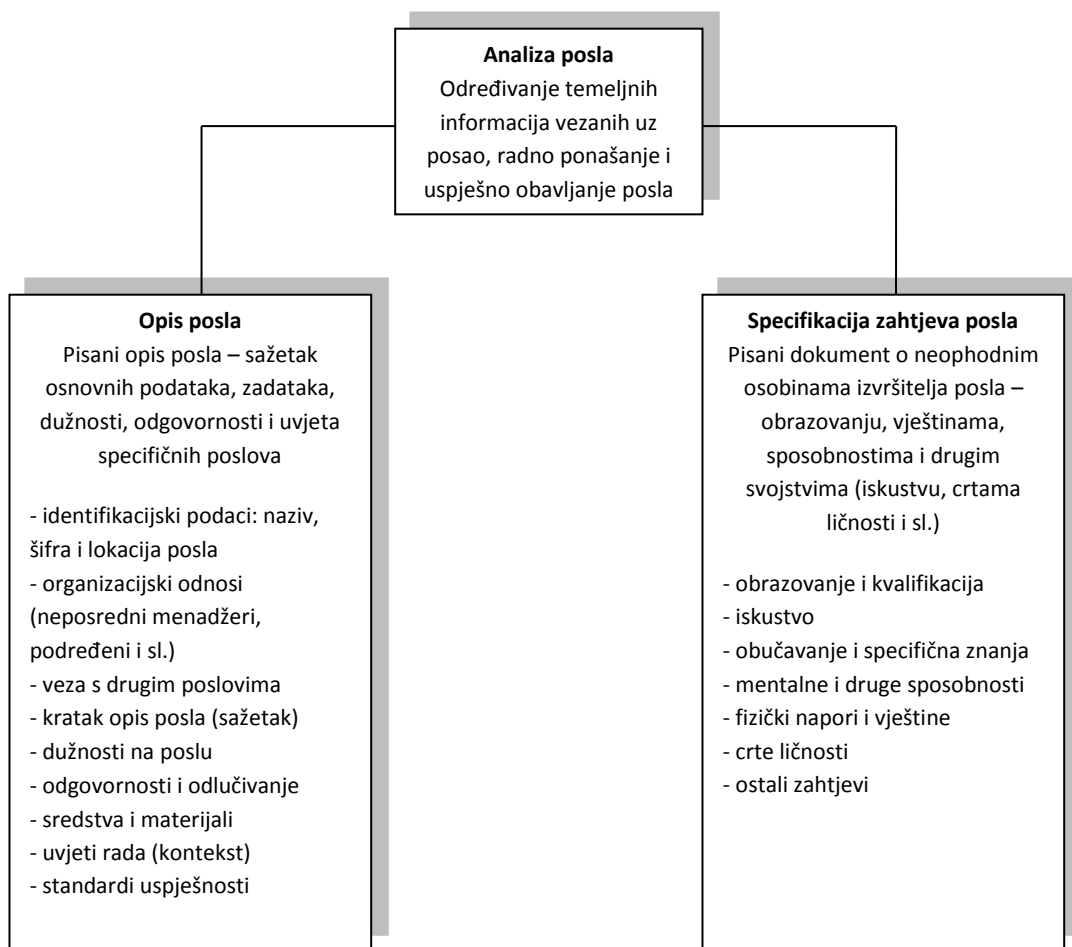 Analiza posla
Određivanje temeljnih
informacija vezanih uz
posao, radno ponašanje i
uspješno obavljanje posla
Opis posla
Pisani opis posla – sažetak
osnovnih podataka, zadataka,
dužnosti, odgovornosti i uvjeta
specifičnih poslova
- identifikacijski podaci: naziv,
šifra i lokacija posla
- organizacijski odnosi
(neposredni menadžeri,
podređeni i sl.)
- veza s drugim poslovima
- kratak opis posla (sažetak)
- dužnosti na poslu
- odgovornosti i odlučivanje
- sredstva i materijali
- uvjeti rada (kontekst)
- standardi uspješnosti
Specifikacija zahtjeva posla
Pisani dokument o neophodnim
osobinama izvršitelja posla –
obrazovanju, vještinama,
sposobnostima i drugim
svojstvima (iskustvu, crtama
ličnosti i sl.)
- obrazovanje i kvalifikacija
- iskustvo
- obučavanje i specifična znanja
- mentalne i druge sposobnosti
- fizički napori i vještine
- crte ličnosti
- ostali zahtjevi